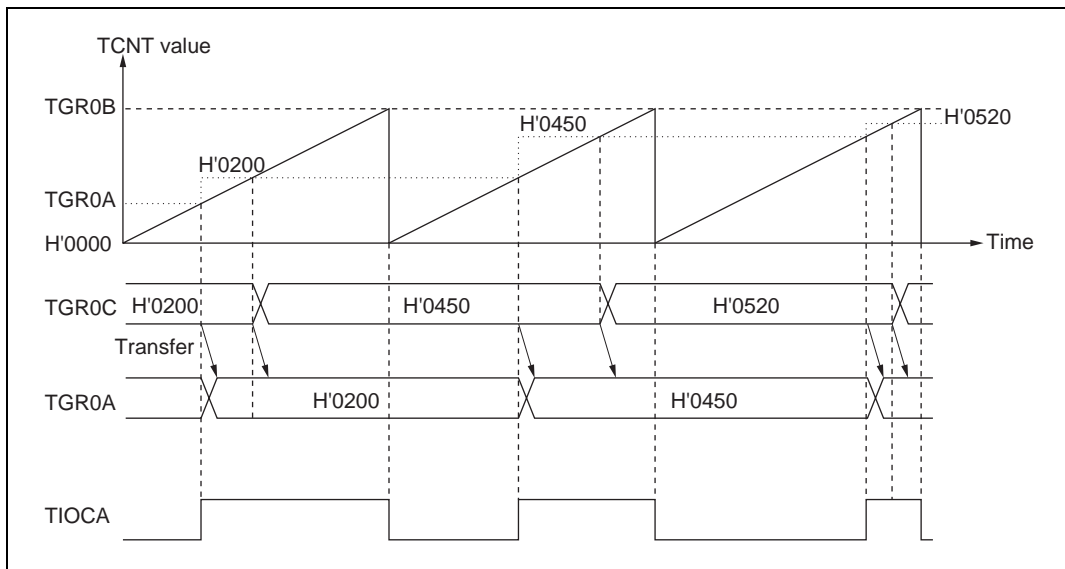 TCNT value
TGR0B
H'0520
H'0450
H'0200
TGR0A
H'0000
Time
TGR0C
H'0200
H'0450
H'0520
Transfer
TGR0A
H'0200
H'0450
TIOCA